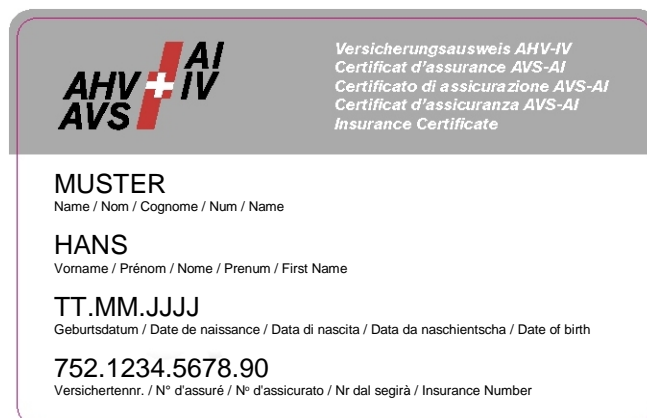 AHV AI
AVS IV
Versicherungsausweis AHV-IV
Certificat d'assurance AVS-AI
Certificato di assicurazione AVS-AI
Certificat d'assicuranza AVS-AI
Insurance Certificate
MUSTER
Name / Nom / Cognome / Num / Name
HANS
Vorname / Prénom / Nome / Prenum / First Name
TT.MM.JJJJ
Geburtsdatum / Date de naissance / Data di nascita / Data da naschientscha / Date of birth
752.1234.5678.90
Versichertennr. / N° d'assuré / Nº d'assicurato / Nr dal segirà / Insurance Number